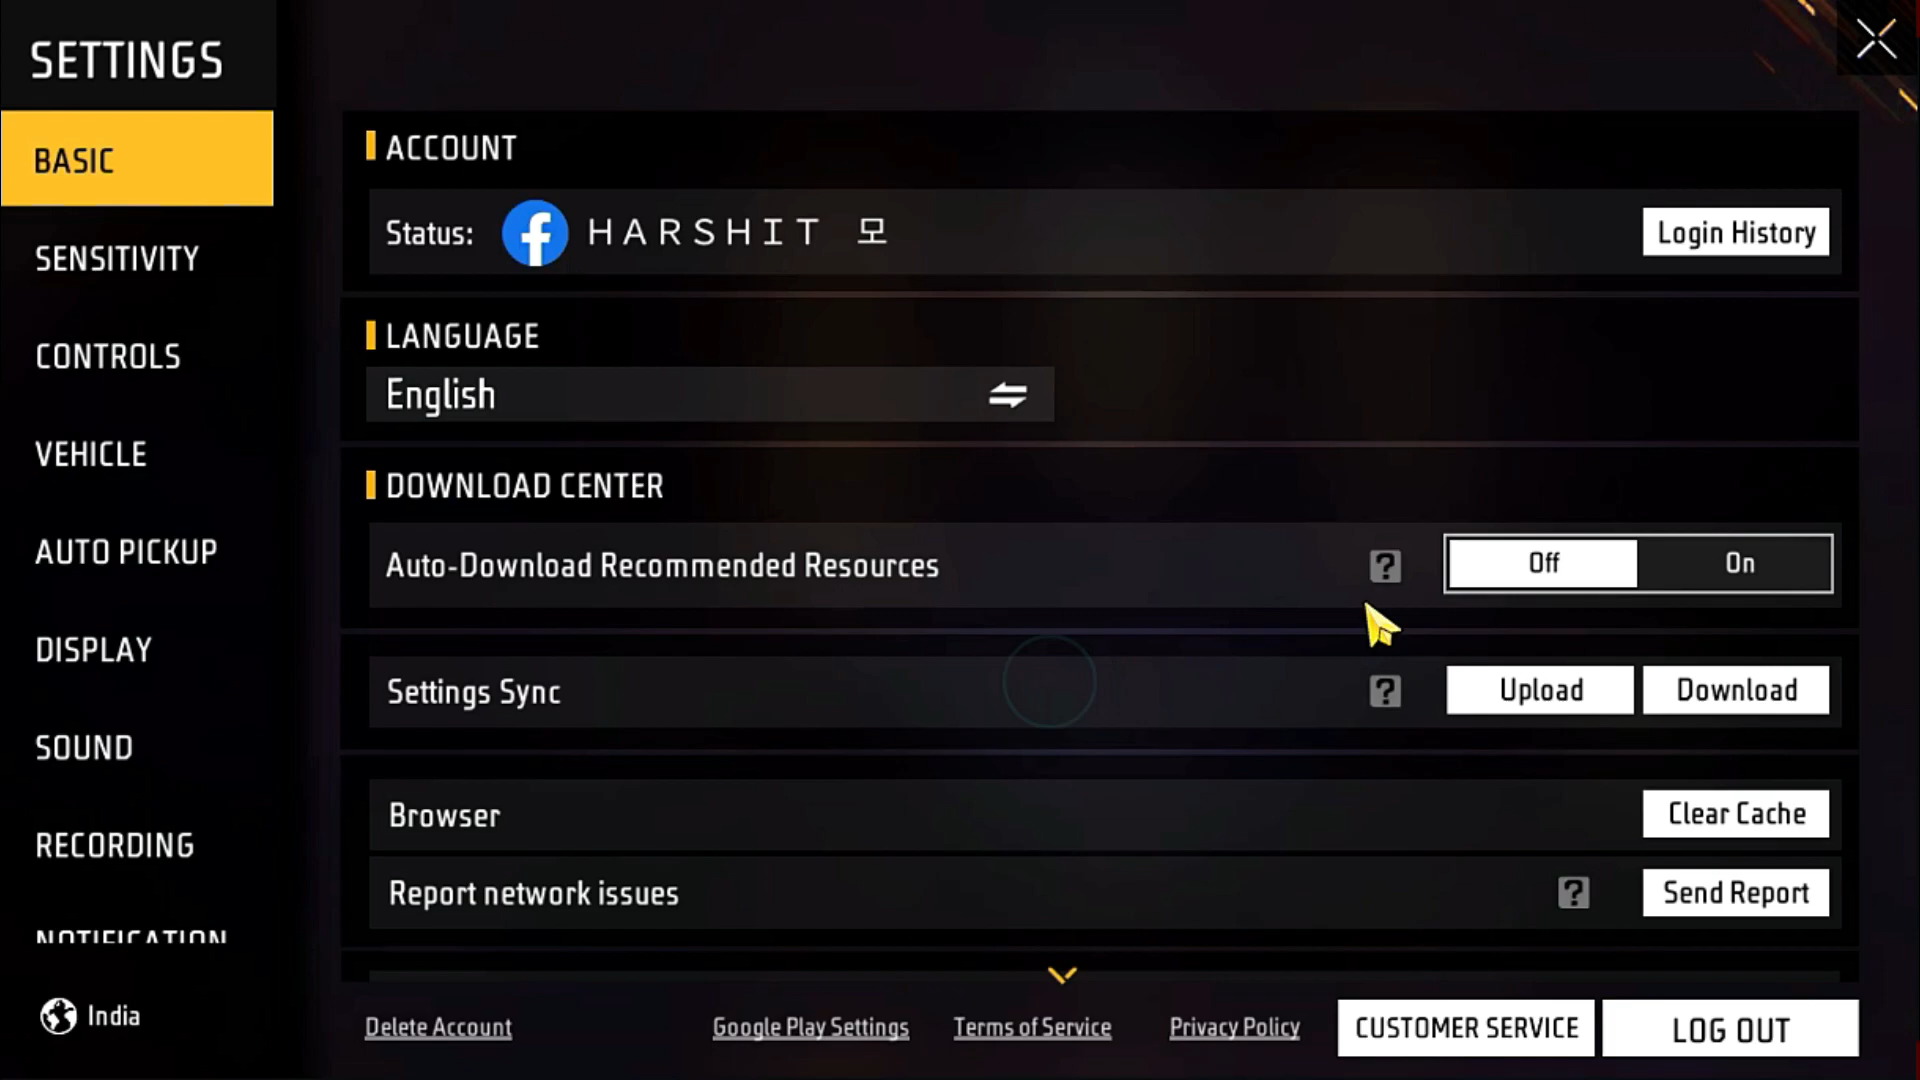 SETTINGS
BASIC
SENSITIVITY
CONTROLS
VEHICLE
AUTO PICKUP
DISPLAY
SOUND
RECORDING
NOTIFICATION
India
ACCOUNT
Status: HARSHIT 모 Login History
LANGUAGE
English
DOWNLOAD CENTER
Auto-Download Recommended Resources ? Off On
Settings Sync ? Upload Download
Browser Clear Cache
Report network issues ? Send Report
Delete Account Google Play Settings Terms of Service Privacy Policy CUSTOMER SERVICE LOG OUT